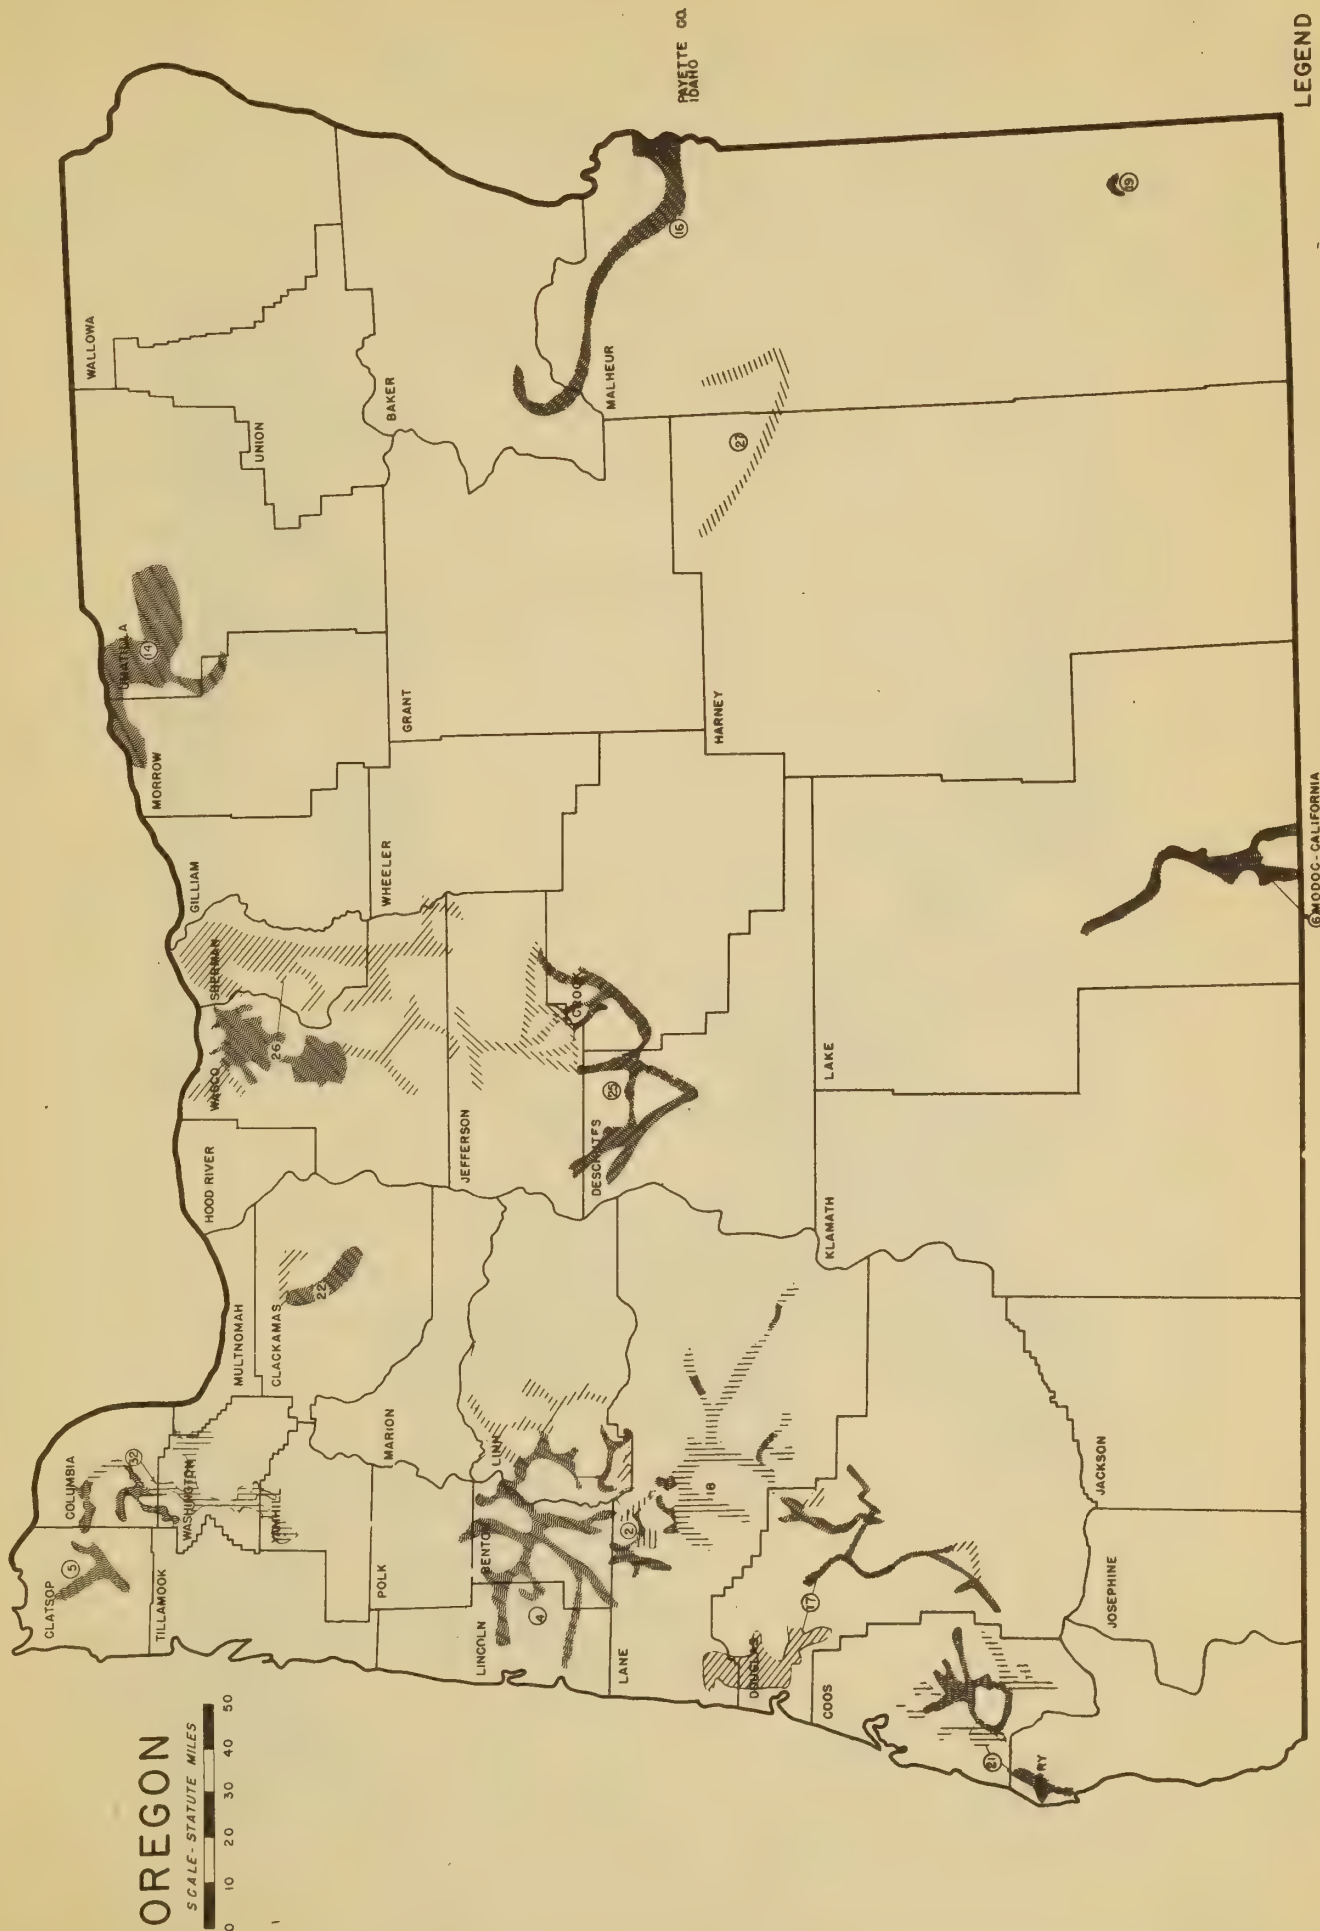 OREGON
SCALE - STATUTE MILES
0 10 20 30 40 50
CLATSOP
5
COLUMBIA
32
TILLAMOOK
WASHINGTON
YAMHILL
MULTNOMAH
CLACKAMAS
22
HOOD RIVER
WASCO
SHERMAN
26
GILLIAM
MORROW
UMATILLA
14
UNION
WALLOWA
POLK
MARION
LINCOLN
BENTON
LINN
4
JEFFERSON
WHEELER
GRANT
BAKER
LANE
2
18
DESCHUTES
25
CROOK
MALHEUR
16
PAYETTE CO.
IDAHO
DOUGLAS
17
COOS
21
RY
KLAMATH
LAKE
HARNEY
27
19
JOSEPHINE
JACKSON
6 MODOC - CALIFORNIA
LEGEND